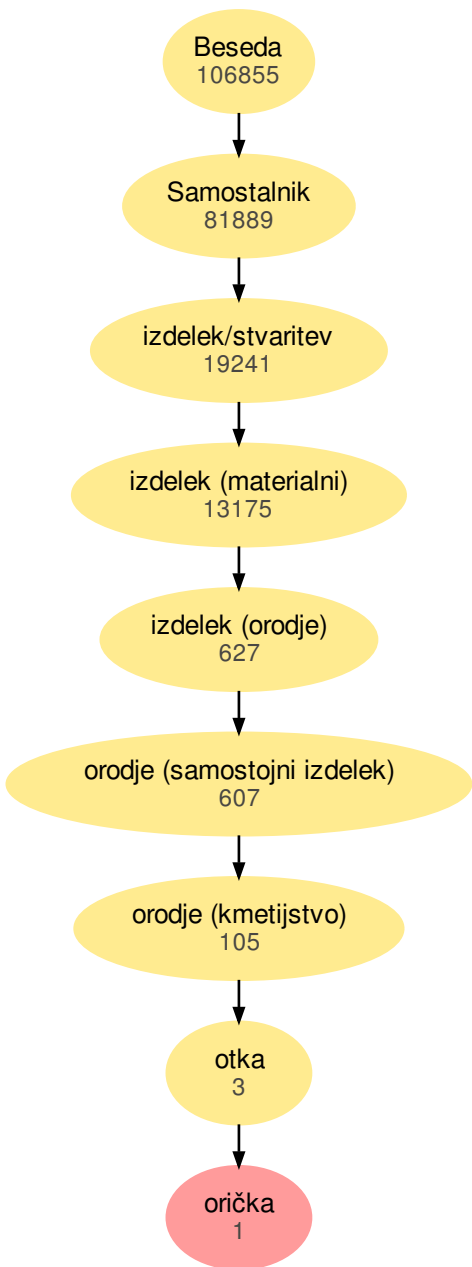 Beseda
106855
Samostalnik
81889
izdelek/stvaritev
19241
izdelek (materialni)
13175
izdelek (orodje)
627
orodje (samostojni izdelek)
607
orodje (kmetijstvo)
105
otka
3
orička
1